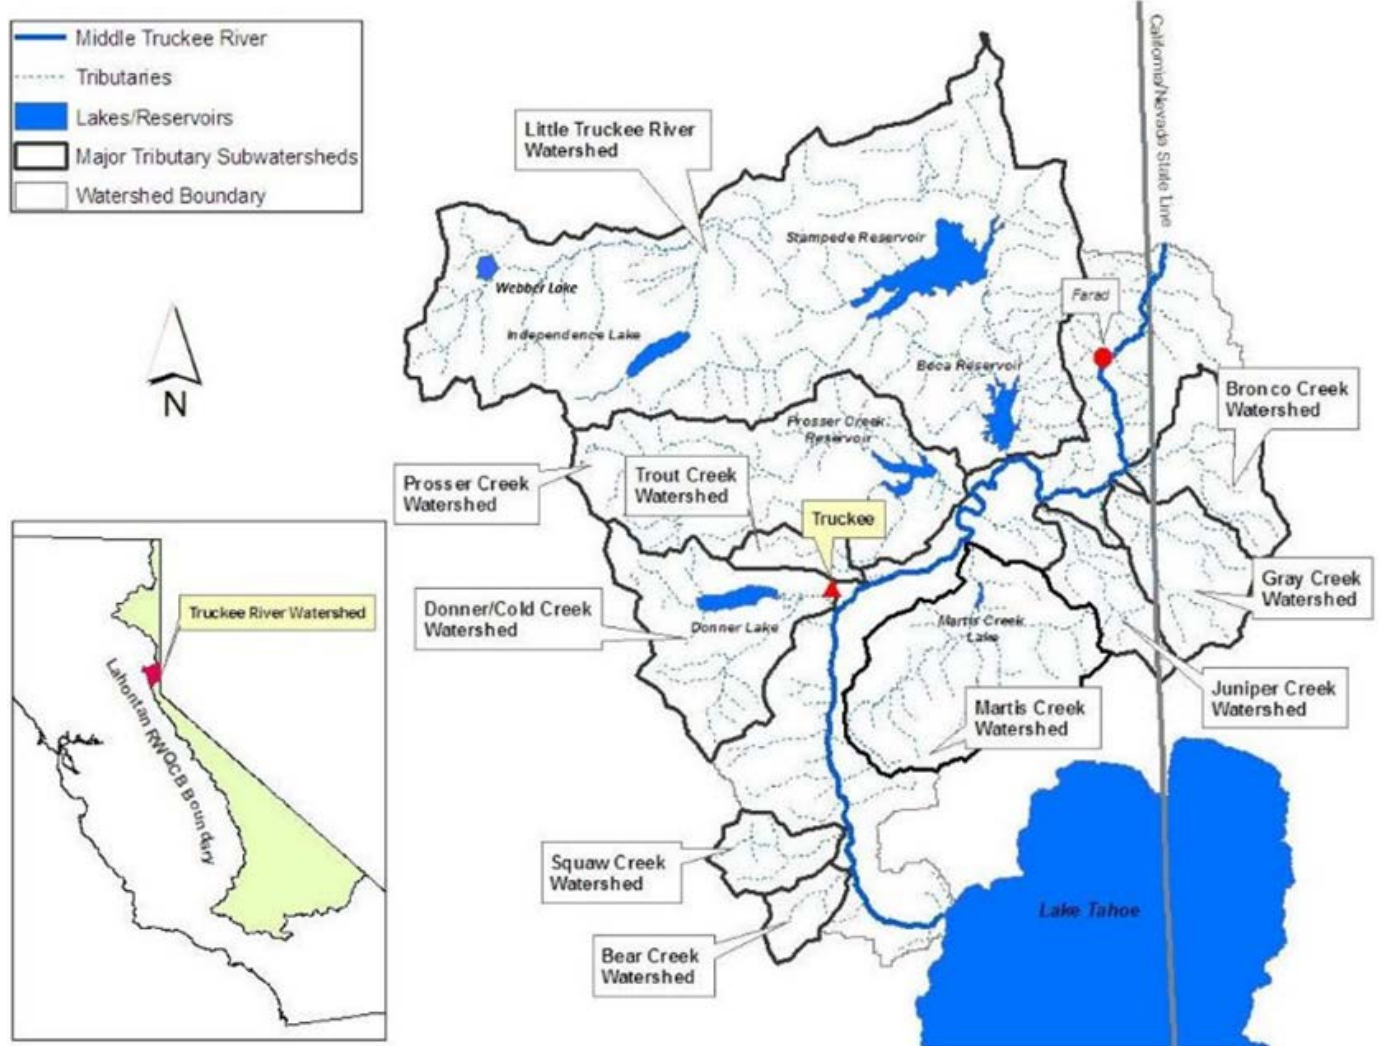 Middle Truckee River
Tributaries
Lakes/Reservoirs
Major Tributary Subwatersheds
Watershed Boundary
N
California/Nevada State Line
Little Truckee River
Watershed
Stampede Reservoir
Webber Lake
Independence Lake
Farad
Boca Reservoir
Bronco Creek
Watershed
Prosser Creek
Reservoir
Prosser Creek
Watershed
Trout Creek
Watershed
Truckee
Gray Creek
Watershed
Donner/Cold Creek
Watershed
Donner Lake
Martis Creek
Lake
Juniper Creek
Watershed
Martis Creek
Watershed
Squaw Creek
Watershed
Bear Creek
Watershed
Lake Tahoe
Truckee River Watershed
Lahontan RWQCB Boundary